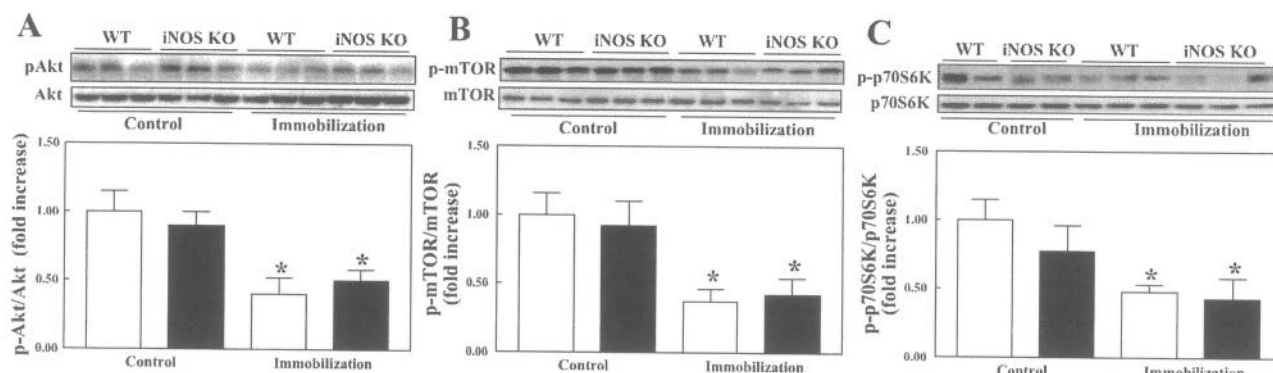 A
WT iNOS KO WT iNOS KO
pAkt
Akt
Control Immobilization
1.50
1.00
0.50
0.00
p-Akt/Akt (fold increase)
* *
Control Immobilization
B
WT iNOS KO WT iNOS KO
p-mTOR
mTOR
Control Immobilization
1.50
1.00
0.50
0.00
p-mTOR/mTOR
(fold increase)
* *
Control Immobilization
C
WT iNOS KO WT iNOS KO
p-p70S6K
p70S6K
Control Immobilization
1.50
1.00
0.50
0.00
p-p70S6K/p70S6K
(fold increase)
* *
Control Immobilization